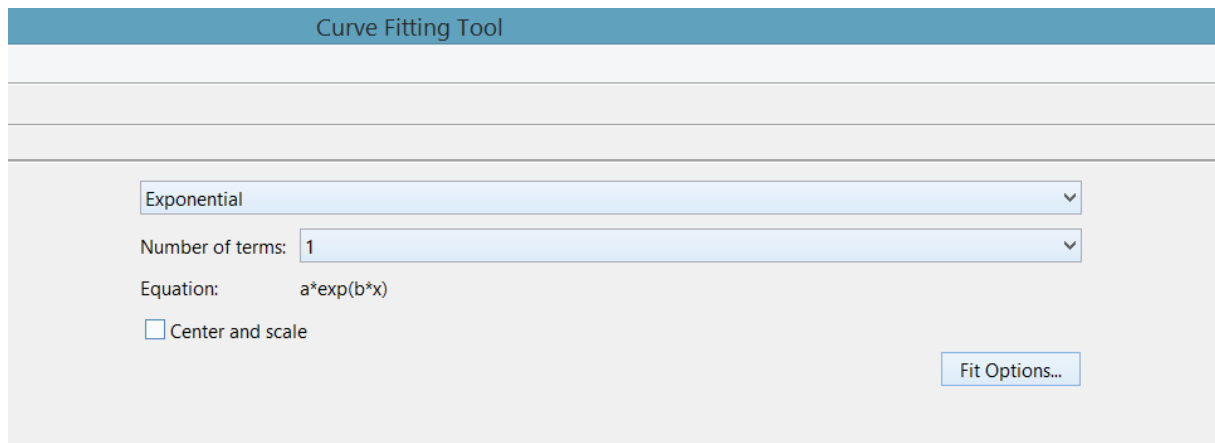 Curve Fitting Tool
Exponential
Number of terms: 1
Equation: a*exp(b*x)
Center and scale
Fit Options...